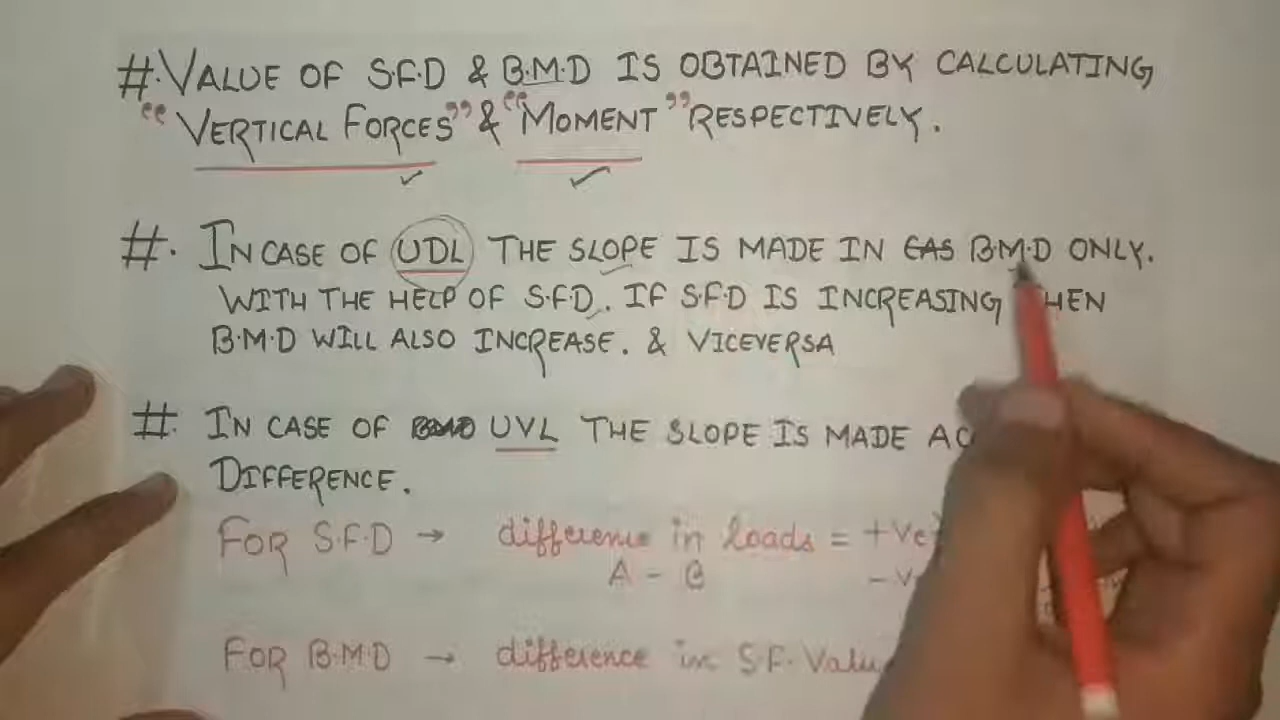 #. VALUE OF S.F.D & B.M.D IS OBTAINED BY CALCULATING
"VERTICAL FORCES" & "MOMENT" RESPECTIVELY.
#. IN CASE OF UDL THE SLOPE IS MADE IN CAS B.M.D ONLY.
WITH THE HELP OF S.F.D. IF S.F.D IS INCREASING
B.M.D WILL ALSO INCREASE. & VICEVERSA
#. IN CASE OF UVL THE SLOPE IS MADE
DIFFERENCE.
FOR S.F.D → difference in loads = +ve
A - B
FOR B.M.D → difference in S.F.